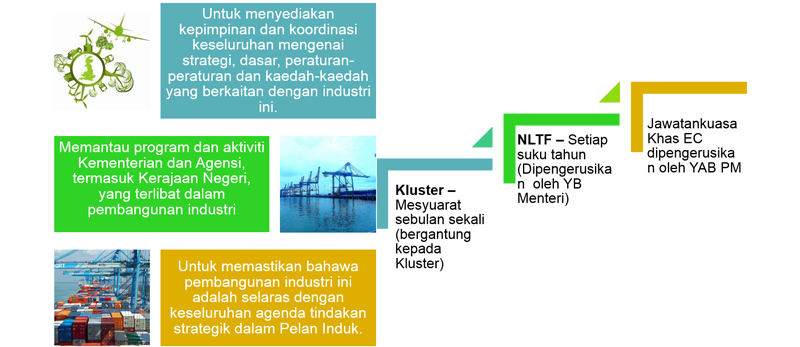 Untuk menyediakan
kepimpinan dan koordinasi
keseluruhan mengenai
strategi, dasar, peraturan-
peraturan dan kaedah-kaedah
yang berkaitan dengan industri
ini.
Memantau program dan aktiviti
Kementerian dan Agensi,
termasuk Kerajaan Negeri,
yang terlibat dalam
pembangunan industri
Untuk memastikan bahawa
pembangunan industri ini
adalah selaras dengan
keseluruhan agenda tindakan
strategik dalam Pelan Induk.
Kluster –
Mesyuarat
sebulan sekali
(bergantung
kepada
Kluster)
NLTF – Setiap
suku tahun
(Dipengerusika
n  oleh YB
Menteri)
Jawatankuasa
Khas EC
dipengerusika
n oleh YAB PM